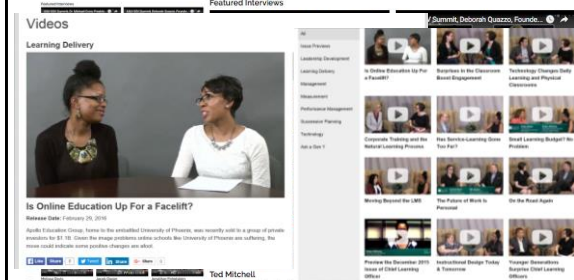 Featured Interviews
Videos
Learning Delivery
Is Online Education Up For a Facelift?
Release Date: February 29, 2016
Apollo Education Group, home to the embattled University of Phoenix, was recently sold to a group of private
investors for $1.1B. Given the image problems online schools like University of Phoenix are suffering, the
move could indicate some positive changes are afoot.
Like Share Tweet Share Share
Ted Mitchell
All
Issue Previews
Leadership Development
Learning Delivery
Management
Measurement
Performance Management
Succession Planning
Technology
Summit, Deborah Quazzo, Founde...
Is Online Education Up For
a Facelift?
Surprises in the Classroom
Boost Engagement
Technology Changes Daily
Learning and Physical
Classrooms
Corporate Training and the
Natural Learning Process
Has Service-Learning Gone
Too Far?
Small Learning Budget? No
Problem
Moving Beyond the LMS
The Future of Work Is
Personal
On the Road Again
Preview the December 2015
Issue of Chief Learning
Officer
Instructional Design Today
& Tomorrow
Younger Generations
Surprise Chief Learning
Officers